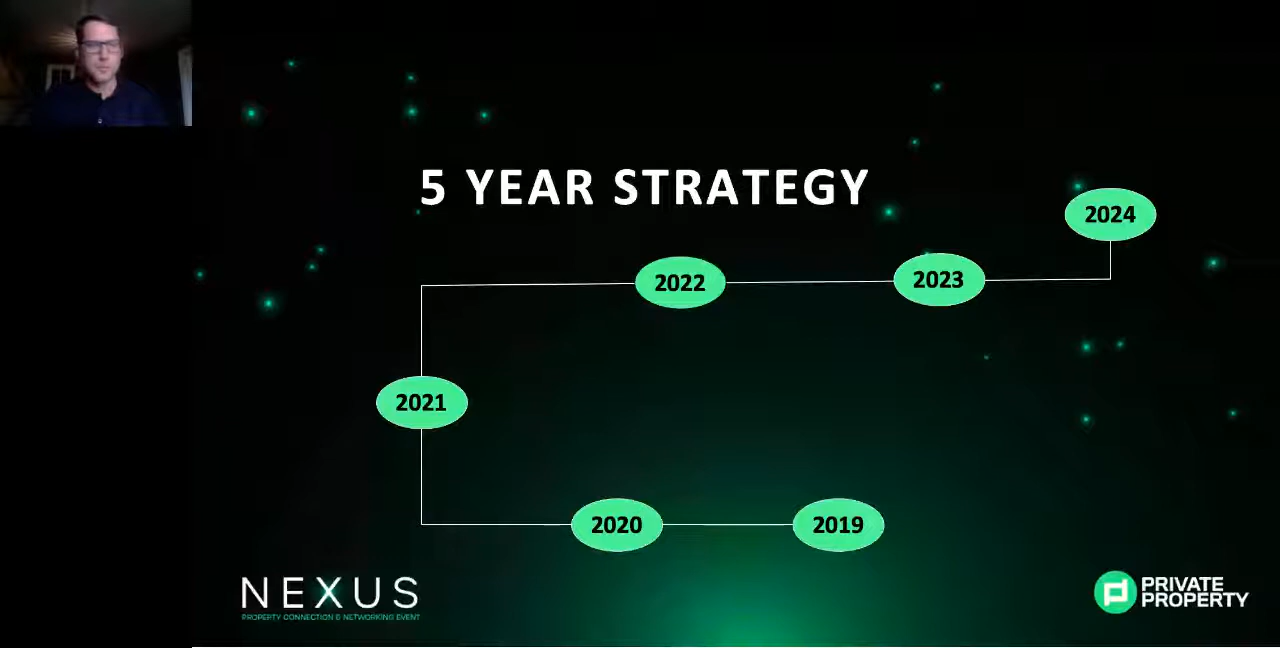 5 YEAR STRATEGY
2024
2022
2023
2021
2020
2019
NEXUS
PROPERTY CONNECTION & NETWORKING EVENT
PRIVATE
PROPERTY